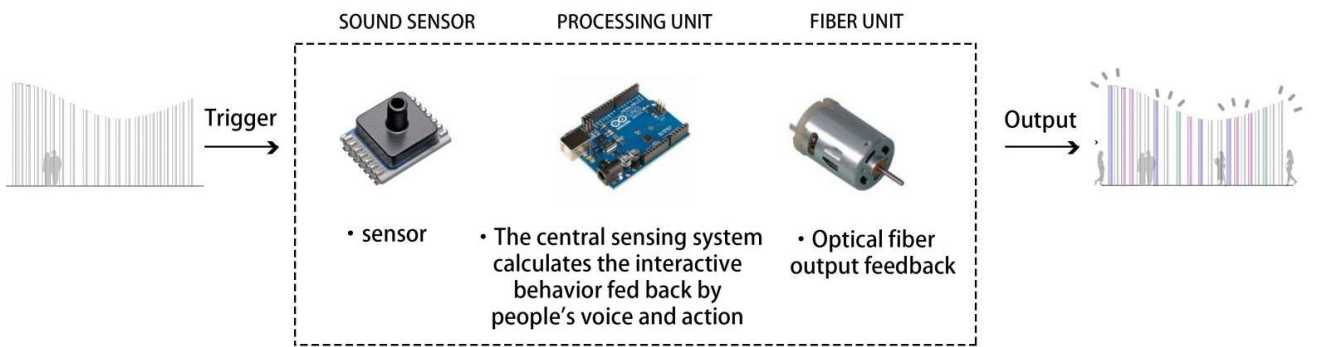 SOUND SENSOR
PROCESSING UNIT
FIBER UNIT
Trigger
Output
• sensor
• The central sensing system
calculates the interactive
behavior fed back by
people's voice and action
• Optical fiber
output feedback